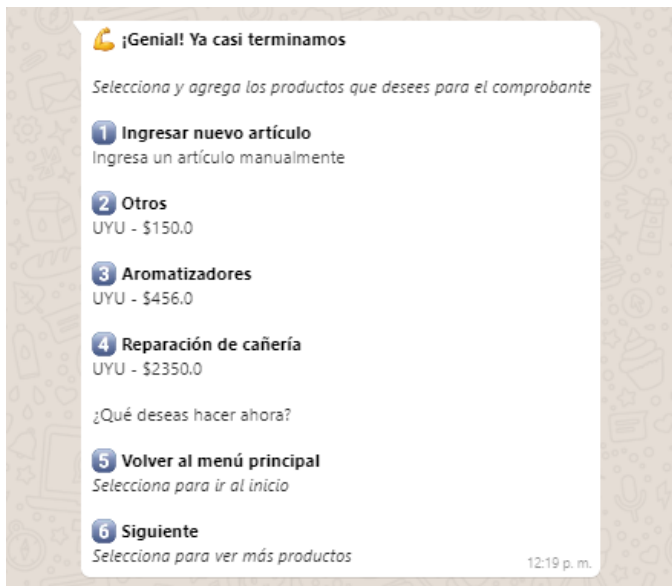 💪 ¡Genial! Ya casi terminamos
Selecciona y agrega los productos que desees para el comprobante
1 Ingresar nuevo artículo
Ingresa un artículo manualmente
2 Otros
UYU - $150.0
3 Aromatizadores
UYU - $456.0
4 Reparación de cañería
UYU - $2350.0
¿Qué deseas hacer ahora?
5 Volver al menú principal
Selecciona para ir al inicio
6 Siguiente
Selecciona para ver más productos
12:19 p. m.